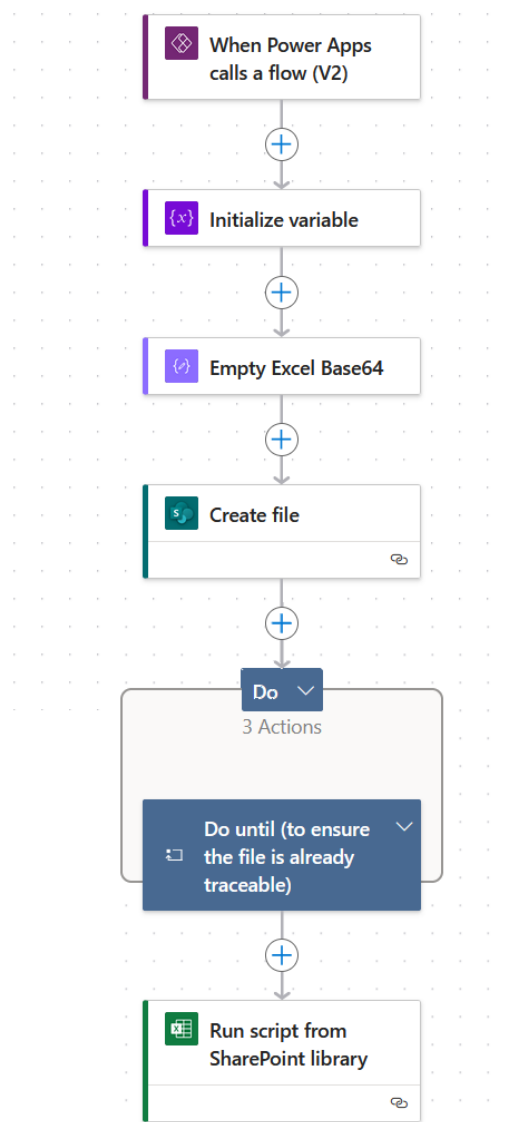 When Power Apps
calls a flow (V2)
{x}
Initialize variable
Empty Excel Base64
S
Create file
Do
3 Actions
Do until (to ensure
the file is already
traceable)
Run script from
SharePoint library